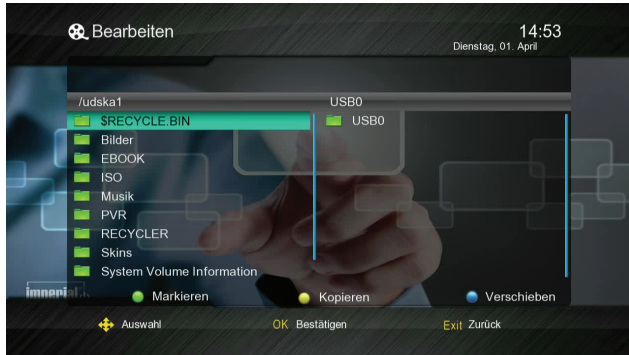 Bearbeiten
14:53
Dienstag, 01. April
/udska1 USB0
$RECYCLE.BIN USB0
Bilder
EBOOK
ISO
Musik
PVR
RECYCLER
Skins
System Volume Information
imperial
Markieren Kopieren Verschieben
Auswahl OK Bestätigen Exit Zurück